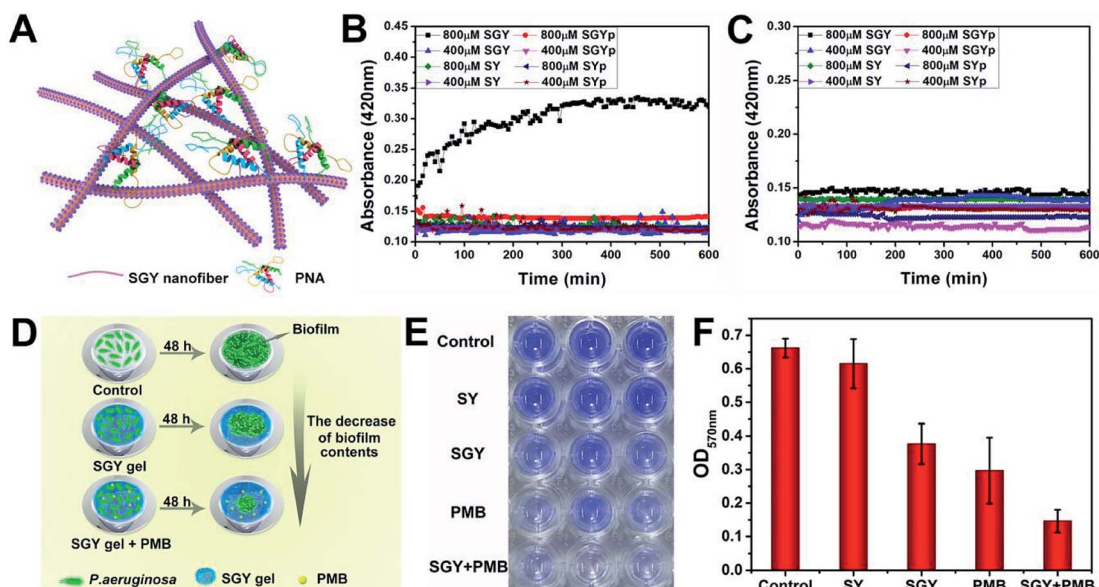 A
SGY nanofiber
PNA
B
Absorbance (420nm)
0.45
0.40
0.35
0.30
0.25
0.20
0.15
0.10
800μM SGY
800μM SGYp
400μM SGY
400μM SGYp
800μM SY
800μM SYp
400μM SY
400μM SYp
0
100
200
300
400
500
600
Time (min)
C
Absorbance (420nm)
0.30
0.25
0.20
0.15
0.10
800μM SGY
800μM SGYp
400μM SGY
400μM SGYp
800μM SY
800μM SYp
400μM SY
400μM SYp
0
100
200
300
400
500
600
Time (min)
D
Biofilm
48 h
Control
48 h
SGY gel
48 h
SGY gel + PMB
The decrease
of biofilm
contents
P.aeruginosa
SGY gel
PMB
E
Control
SY
SGY
PMB
SGY+PMB
F
OD570nm
0.7
0.6
0.5
0.4
0.3
0.2
0.1
0.0
Control
SY
SGY
PMB
SGY+PMB